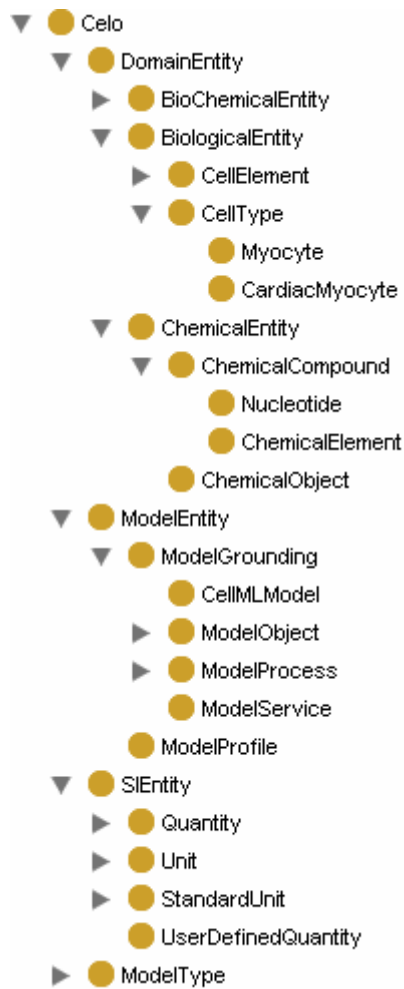 Celo
DomainEntity
BioChemicalEntity
BiologicalEntity
CellElement
CellType
Myocyte
CardiacMyocyte
ChemicalEntity
ChemicalCompound
Nucleotide
ChemicalElement
ChemicalObject
ModelEntity
ModelGrounding
CellMLModel
ModelObject
ModelProcess
ModelService
ModelProfile
SIEntity
Quantity
Unit
StandardUnit
UserDefinedQuantity
ModelType